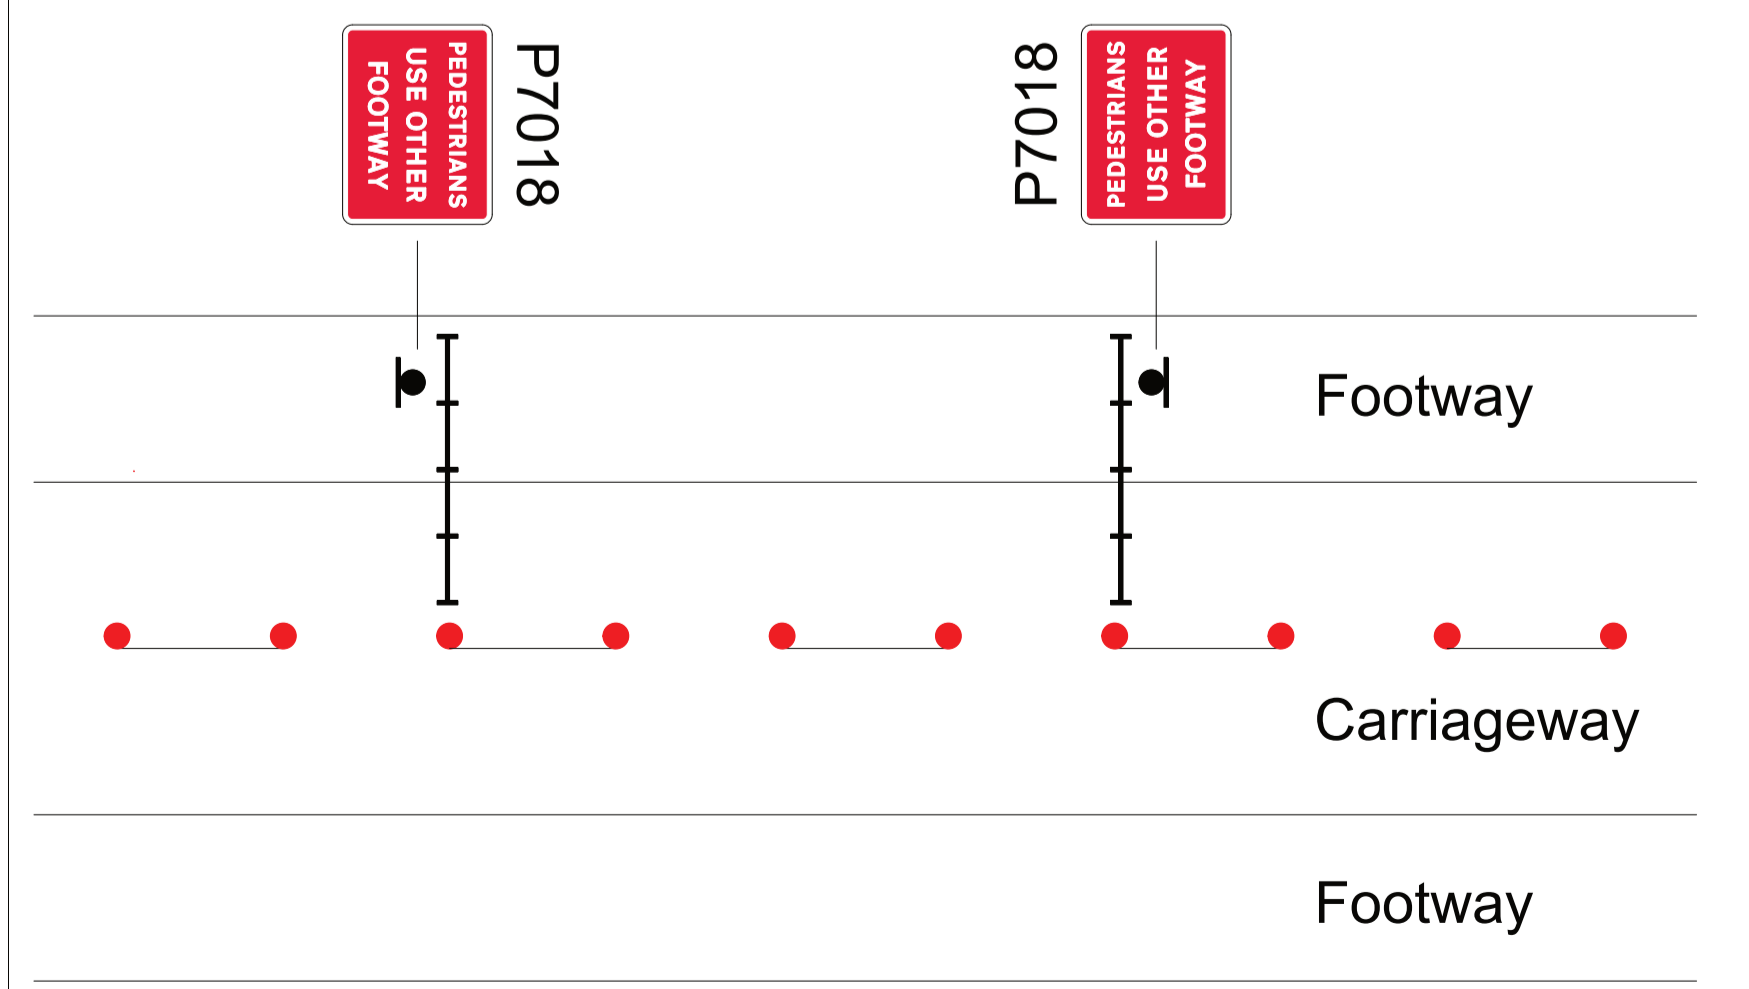 PEDESTRIANS
USE OTHER
FOOTWAY
P7018
P7018
PEDESTRIANS
USE OTHER
FOOTWAY
Footway
Carriageway
Footway